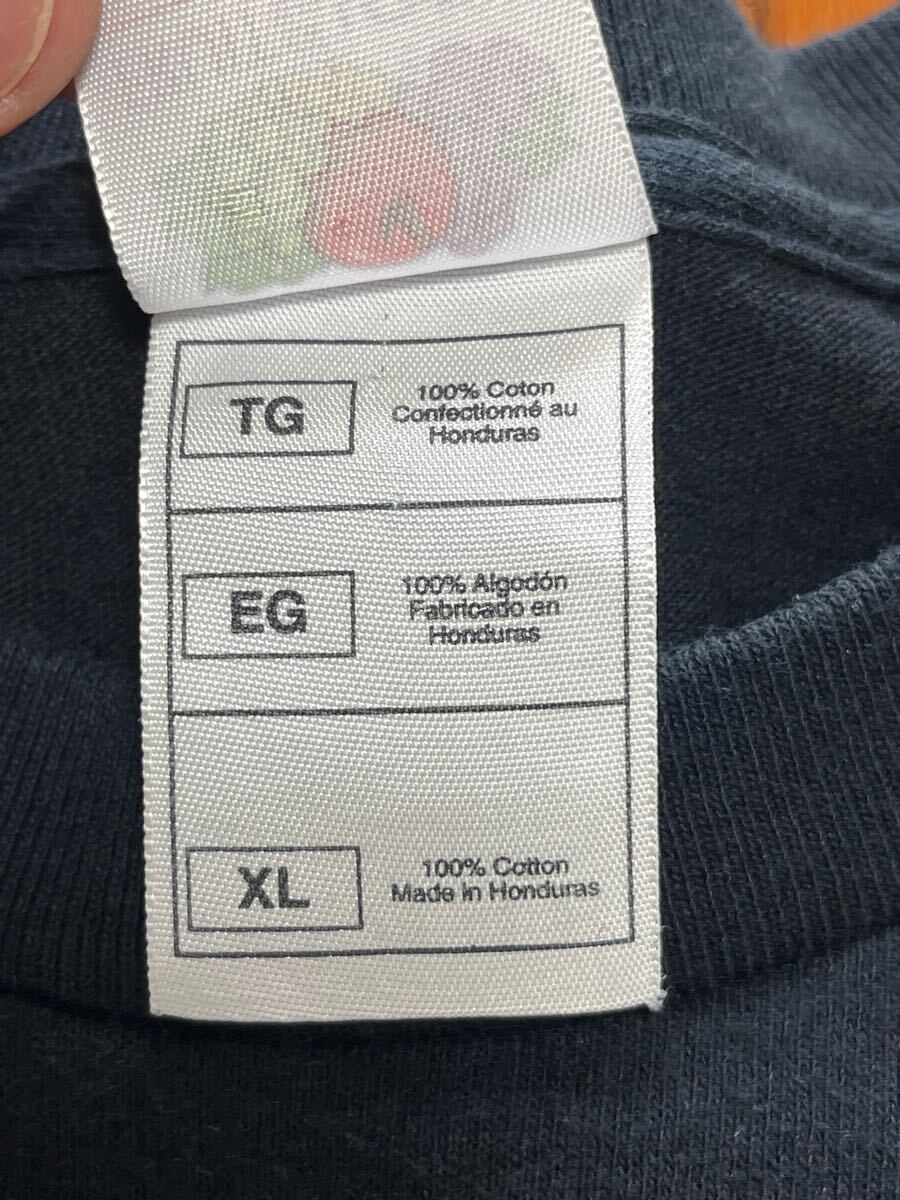 TG
100% Coton
Confectionné au
Honduras
EG
100% Algodón
Fabricado en
Honduras
XL
100% Cotton
Made in Honduras